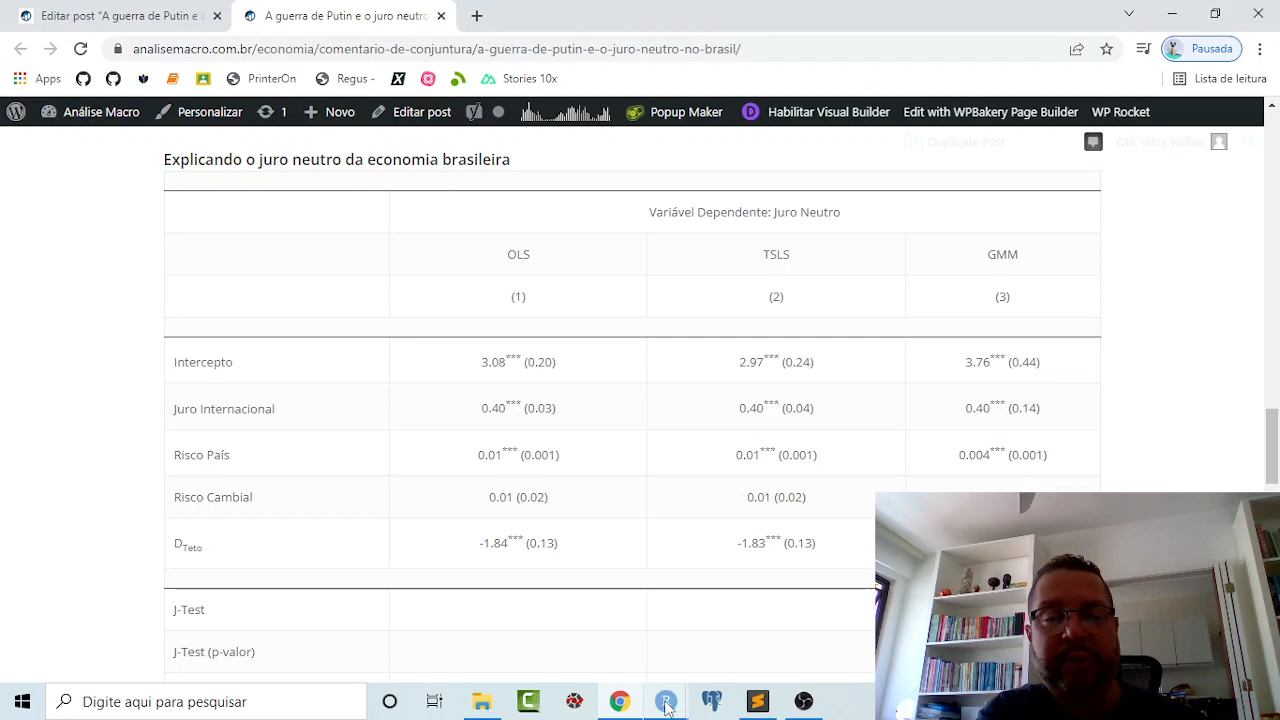 Editar post "A guerra de Putin e
A guerra de Putin e o juro neutro
analisemacro.com.br/economia/comentario-de-conjuntura/a-guerra-de-putin-e-o-juro-neutro-no-brasil/
Pausada
Apps
PrinterOn
Regus -
Stories 10x
Lista de leitura
Análise Macro
Personalizar
1
Novo
Editar post
Popup Maker
Habilitar Visual Builder
Edit with WPBakery Page Builder
WP Rocket
Duplicate Post
Olá, Vitor Wilher
Explicando o juro neutro da economia brasileira
Variável Dependente: Juro Neutro
OLS TSLS GMM
(1) (2) (3)
Intercepto 3.08*** (0.20) 2.97*** (0.24) 3.76*** (0.44)
Juro Internacional 0.40*** (0.03) 0.40*** (0.04) 0.40*** (0.14)
Risco País 0.01*** (0.001) 0.01*** (0.001) 0.004*** (0.001)
Risco Cambial 0.01 (0.02) 0.01 (0.02)
DTeto -1.84*** (0.13) -1.83*** (0.13)
J-Test
J-Test (p-valor)
Digite aqui para pesquisar